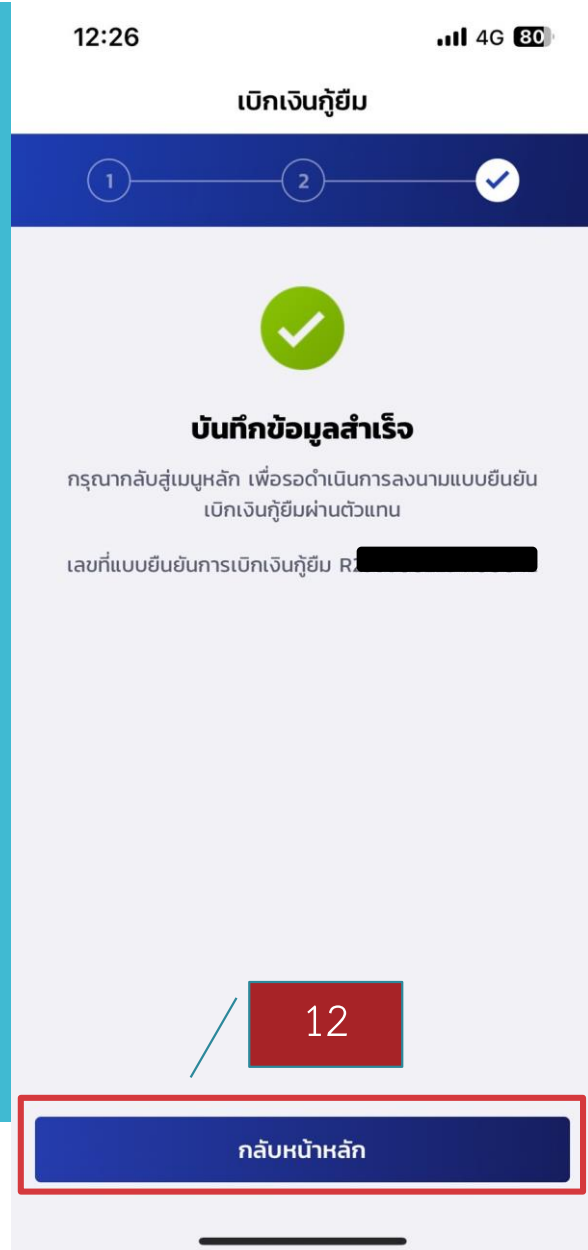 12:26 4G 80
เบิกเงินกู้ยืม
1 2
บันทึกข้อมูลสำเร็จ
กรุณากลับสู่เมนูหลัก เพื่อรอดำเนินการลงนามแบบยืนยัน
เบิกเงินกู้ยืมผ่านตัวแทน
เลขที่แบบยืนยันการเบิกเงินกู้ยืม
12
กลับหน้าหลัก